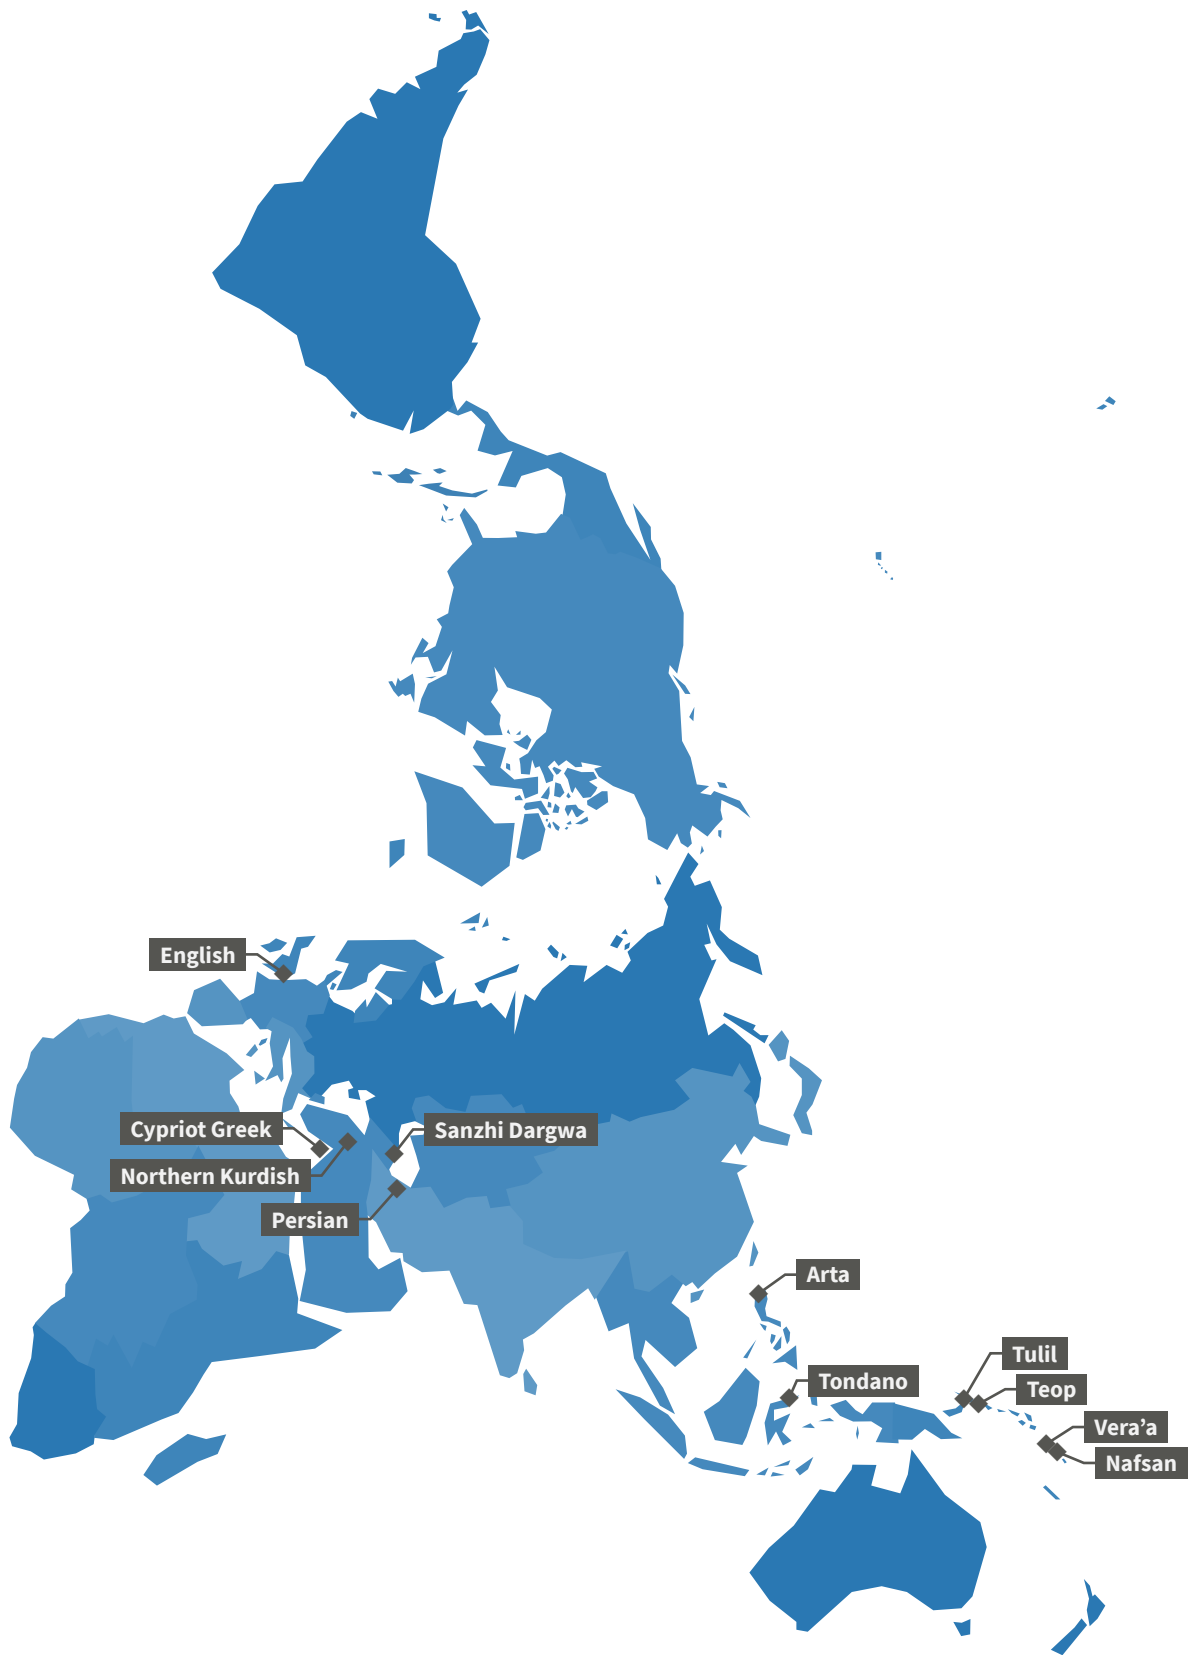 English
Cypriot Greek
Sanzhi Dargwa
Northern Kurdish
Persian
Arta
Tulil
Tondano
Teop
Vera’a
Nafsan